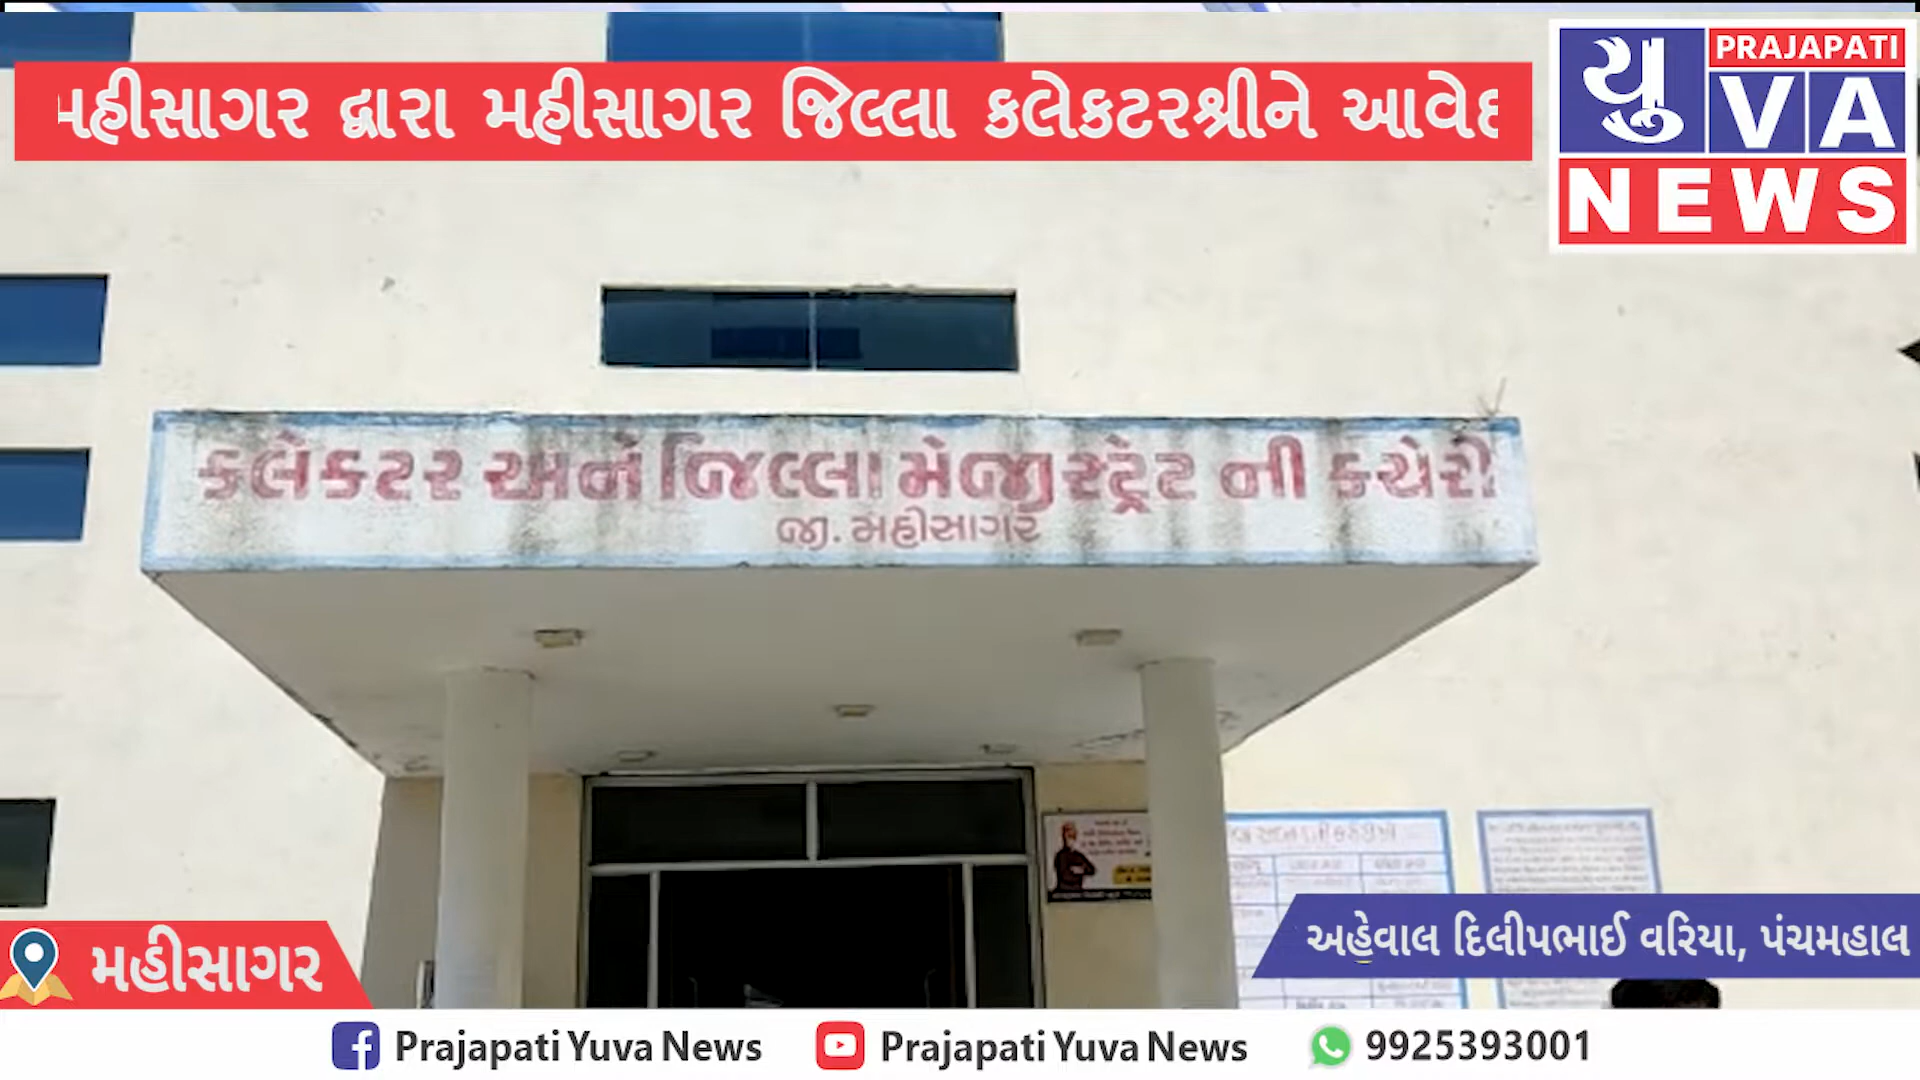 મહીસાગર દ્વારા મહીસાગર જિલ્લા કલેકટરશ્રીને આવેદ
યુ
PRAJAPATI
VA
NEWS
કલેકટર અને જિલ્લા મેજીસ્ટ્રેટ ની કચેરી
જી. મહીસાગર
અહેવાલ દિલીપભાઈ વરિયા, પંચમહાલ
મહીસાગર
Prajapati Yuva News
Prajapati Yuva News
9925393001